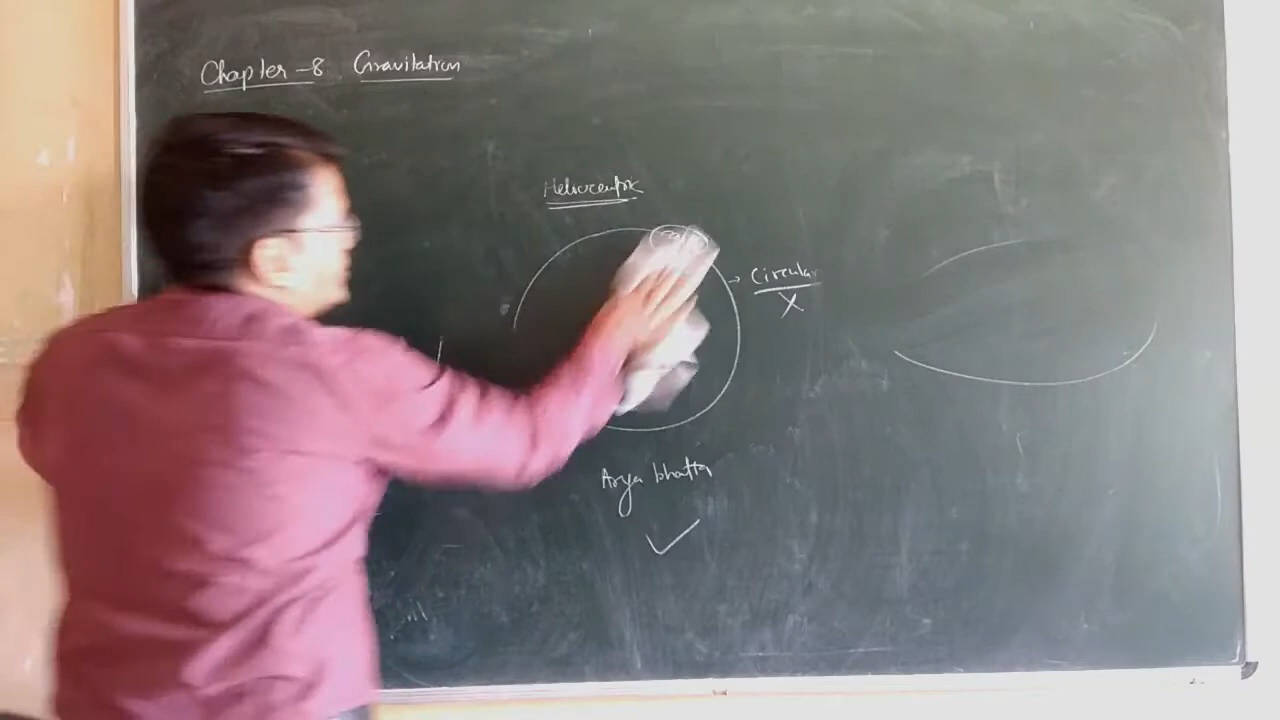 Chapter-8 Gravitation
Heliocentric
Circular
X
Arya bhatta